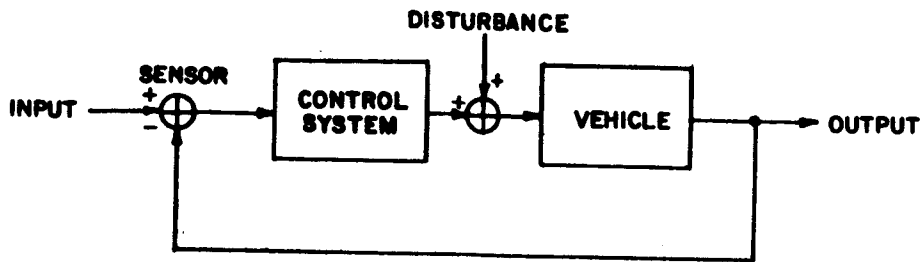 DISTURBANCE
SENSOR
+
+
+
INPUT
−
CONTROL
SYSTEM
VEHICLE
OUTPUT